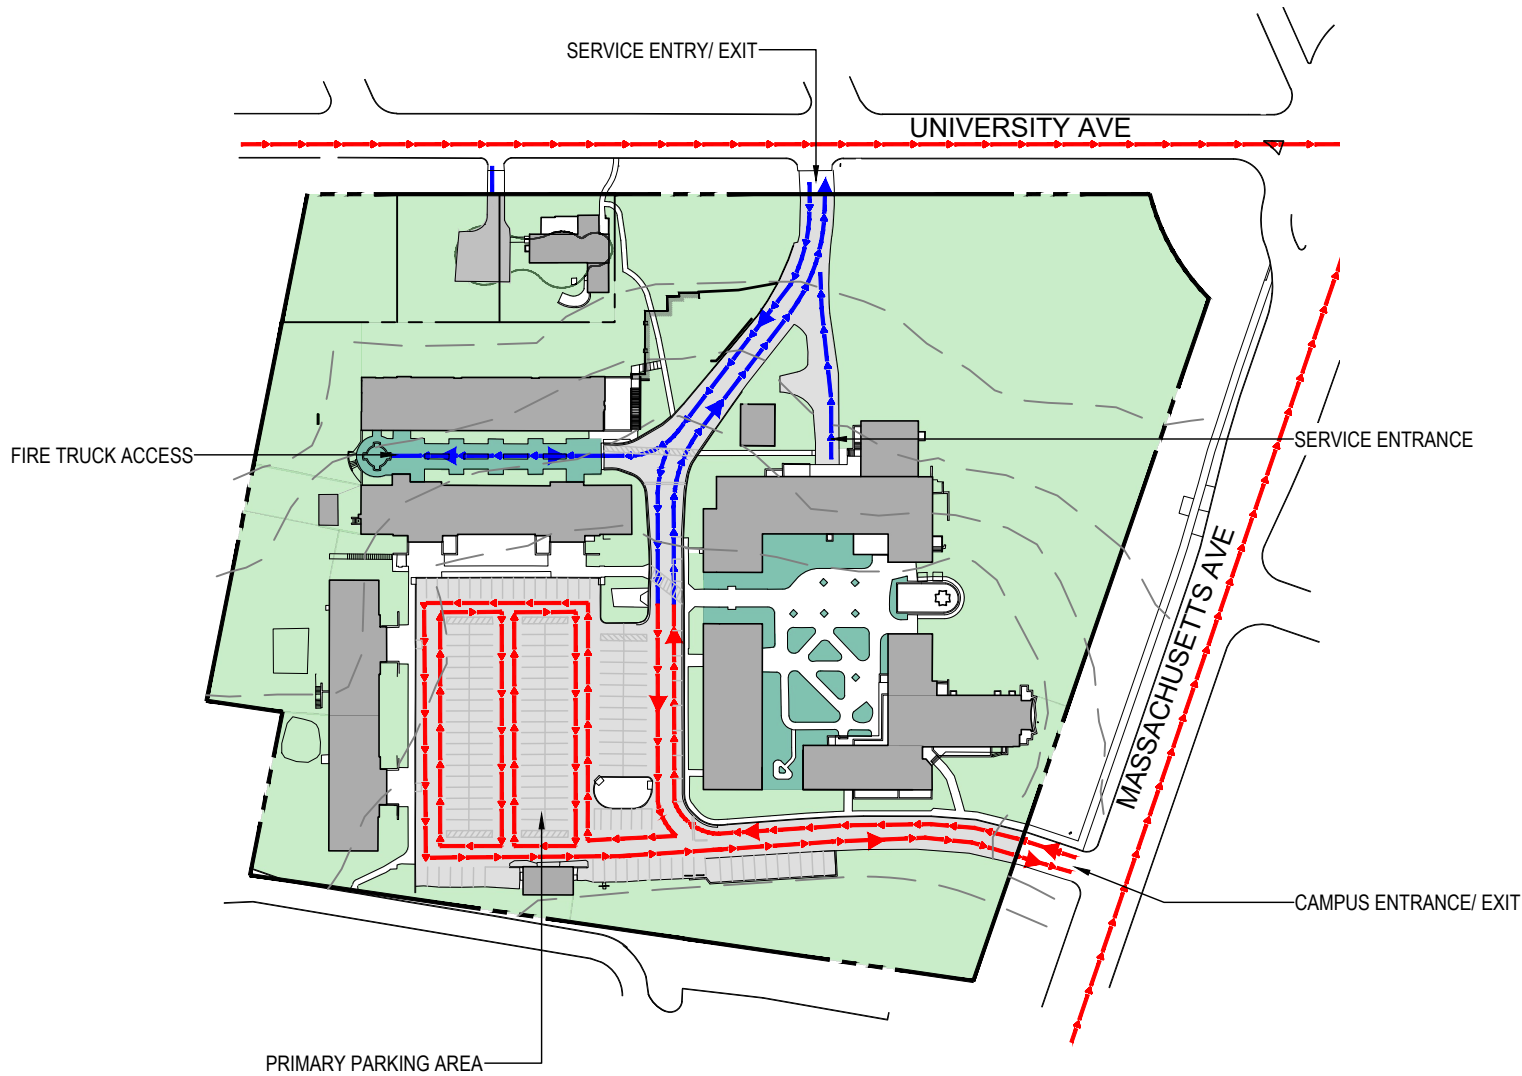 SERVICE ENTRY/ EXIT
UNIVERSITY AVE
FIRE TRUCK ACCESS
SERVICE ENTRANCE
MASSACHUSETTS AVE
CAMPUS ENTRANCE/ EXIT
PRIMARY PARKING AREA